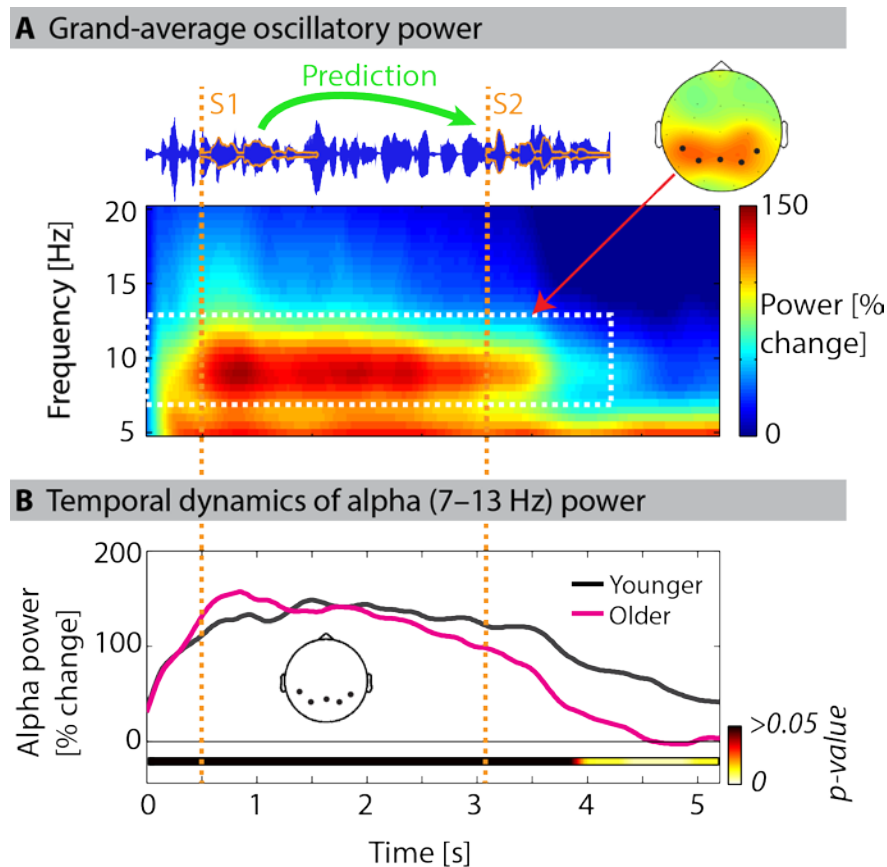 A Grand-average oscillatory power
Prediction
S1
S2
20
15
10
5
Frequency [Hz]
150
Power [%
change]
0
B Temporal dynamics of alpha (7–13 Hz) power
200
100
0
Alpha power
[% change]
Younger
Older
>0.05
0
p-value
0
1
2
3
4
5
Time [s]